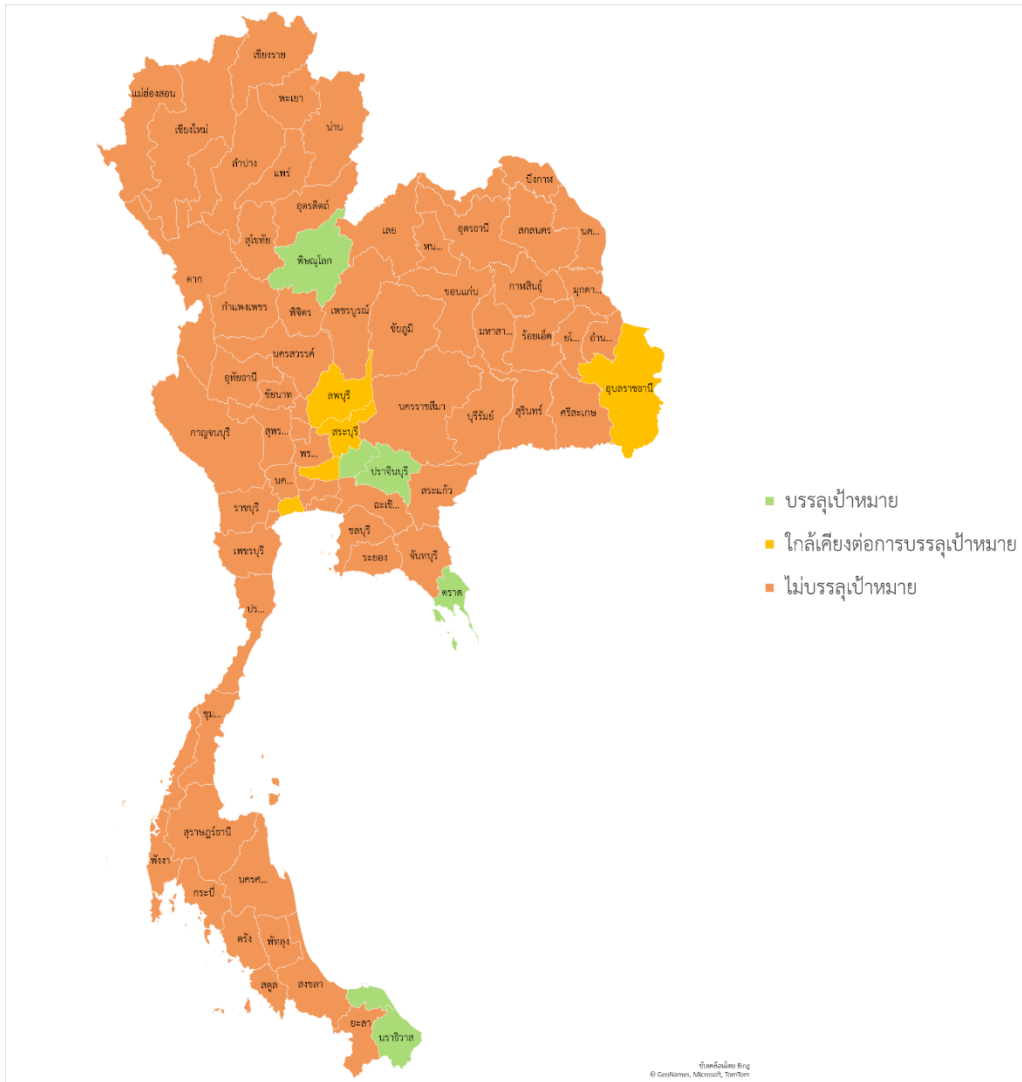 เชียงราย
แม่ฮ่องสอน
พะเยา
เชียงใหม่
น่าน
ลำปาง
แพร่
บึงกาฬ
อุตรดิตถ์
เลย
อุดรธานี
สกลนคร
นค...
สุโขทัย
หน...
พิษณุโลก
ตาก
ขอนแก่น
กาฬสินธุ์
มุกดา...
กำแพงเพชร
พิจิตร
เพชรบูรณ์
ชัยภูมิ
มหาสา...
ร้อยเอ็ด
ยโ...
อำน...
นครสวรรค์
อุทัยธานี
ชัยนาท
ลพบุรี
นครราชสีมา
บุรีรัมย์
สุรินทร์
ศรีสะเกษ
อุบลราชธานี
กาญจนบุรี
สุพร...
สระบุรี
พร...
ปราจีนบุรี
นค...
สระแก้ว
ราชบุรี
ฉะเชิ...
ชลบุรี
เพชรบุรี
ระยอง
จันทบุรี
ตราด
ปร...
บรรลุเป้าหมาย
ใกล้เคียงต่อการบรรลุเป้าหมาย
ไม่บรรลุเป้าหมาย
ชุม...
สุราษฎร์ธานี
พังงา
กระบี่
นครศ...
ตรัง
พัทลุง
สตูล
สงขลา
ยะลา
นราธิวาส
ขับเคลื่อนโดย Bing
© GeoNames, Microsoft, TomTom